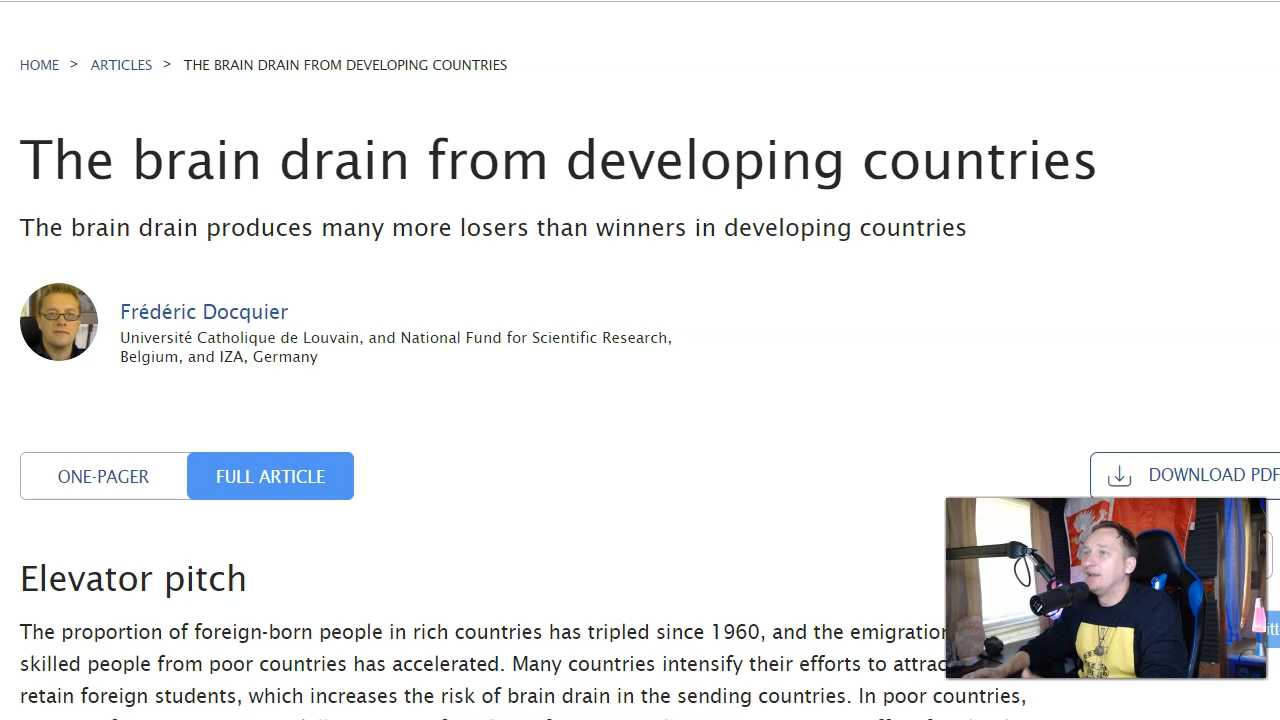 HOME > ARTICLES > THE BRAIN DRAIN FROM DEVELOPING COUNTRIES
The brain drain from developing countries
The brain drain produces many more losers than winners in developing countries
Frédéric Docquier
Université Catholique de Louvain, and National Fund for Scientific Research,
Belgium, and IZA, Germany
ONE-PAGER
FULL ARTICLE
DOWNLOAD PDF
Elevator pitch
The proportion of foreign-born people in rich countries has tripled since 1960, and the emigration
skilled people from poor countries has accelerated. Many countries intensify their efforts to attrac
retain foreign students, which increases the risk of brain drain in the sending countries. In poor countries,